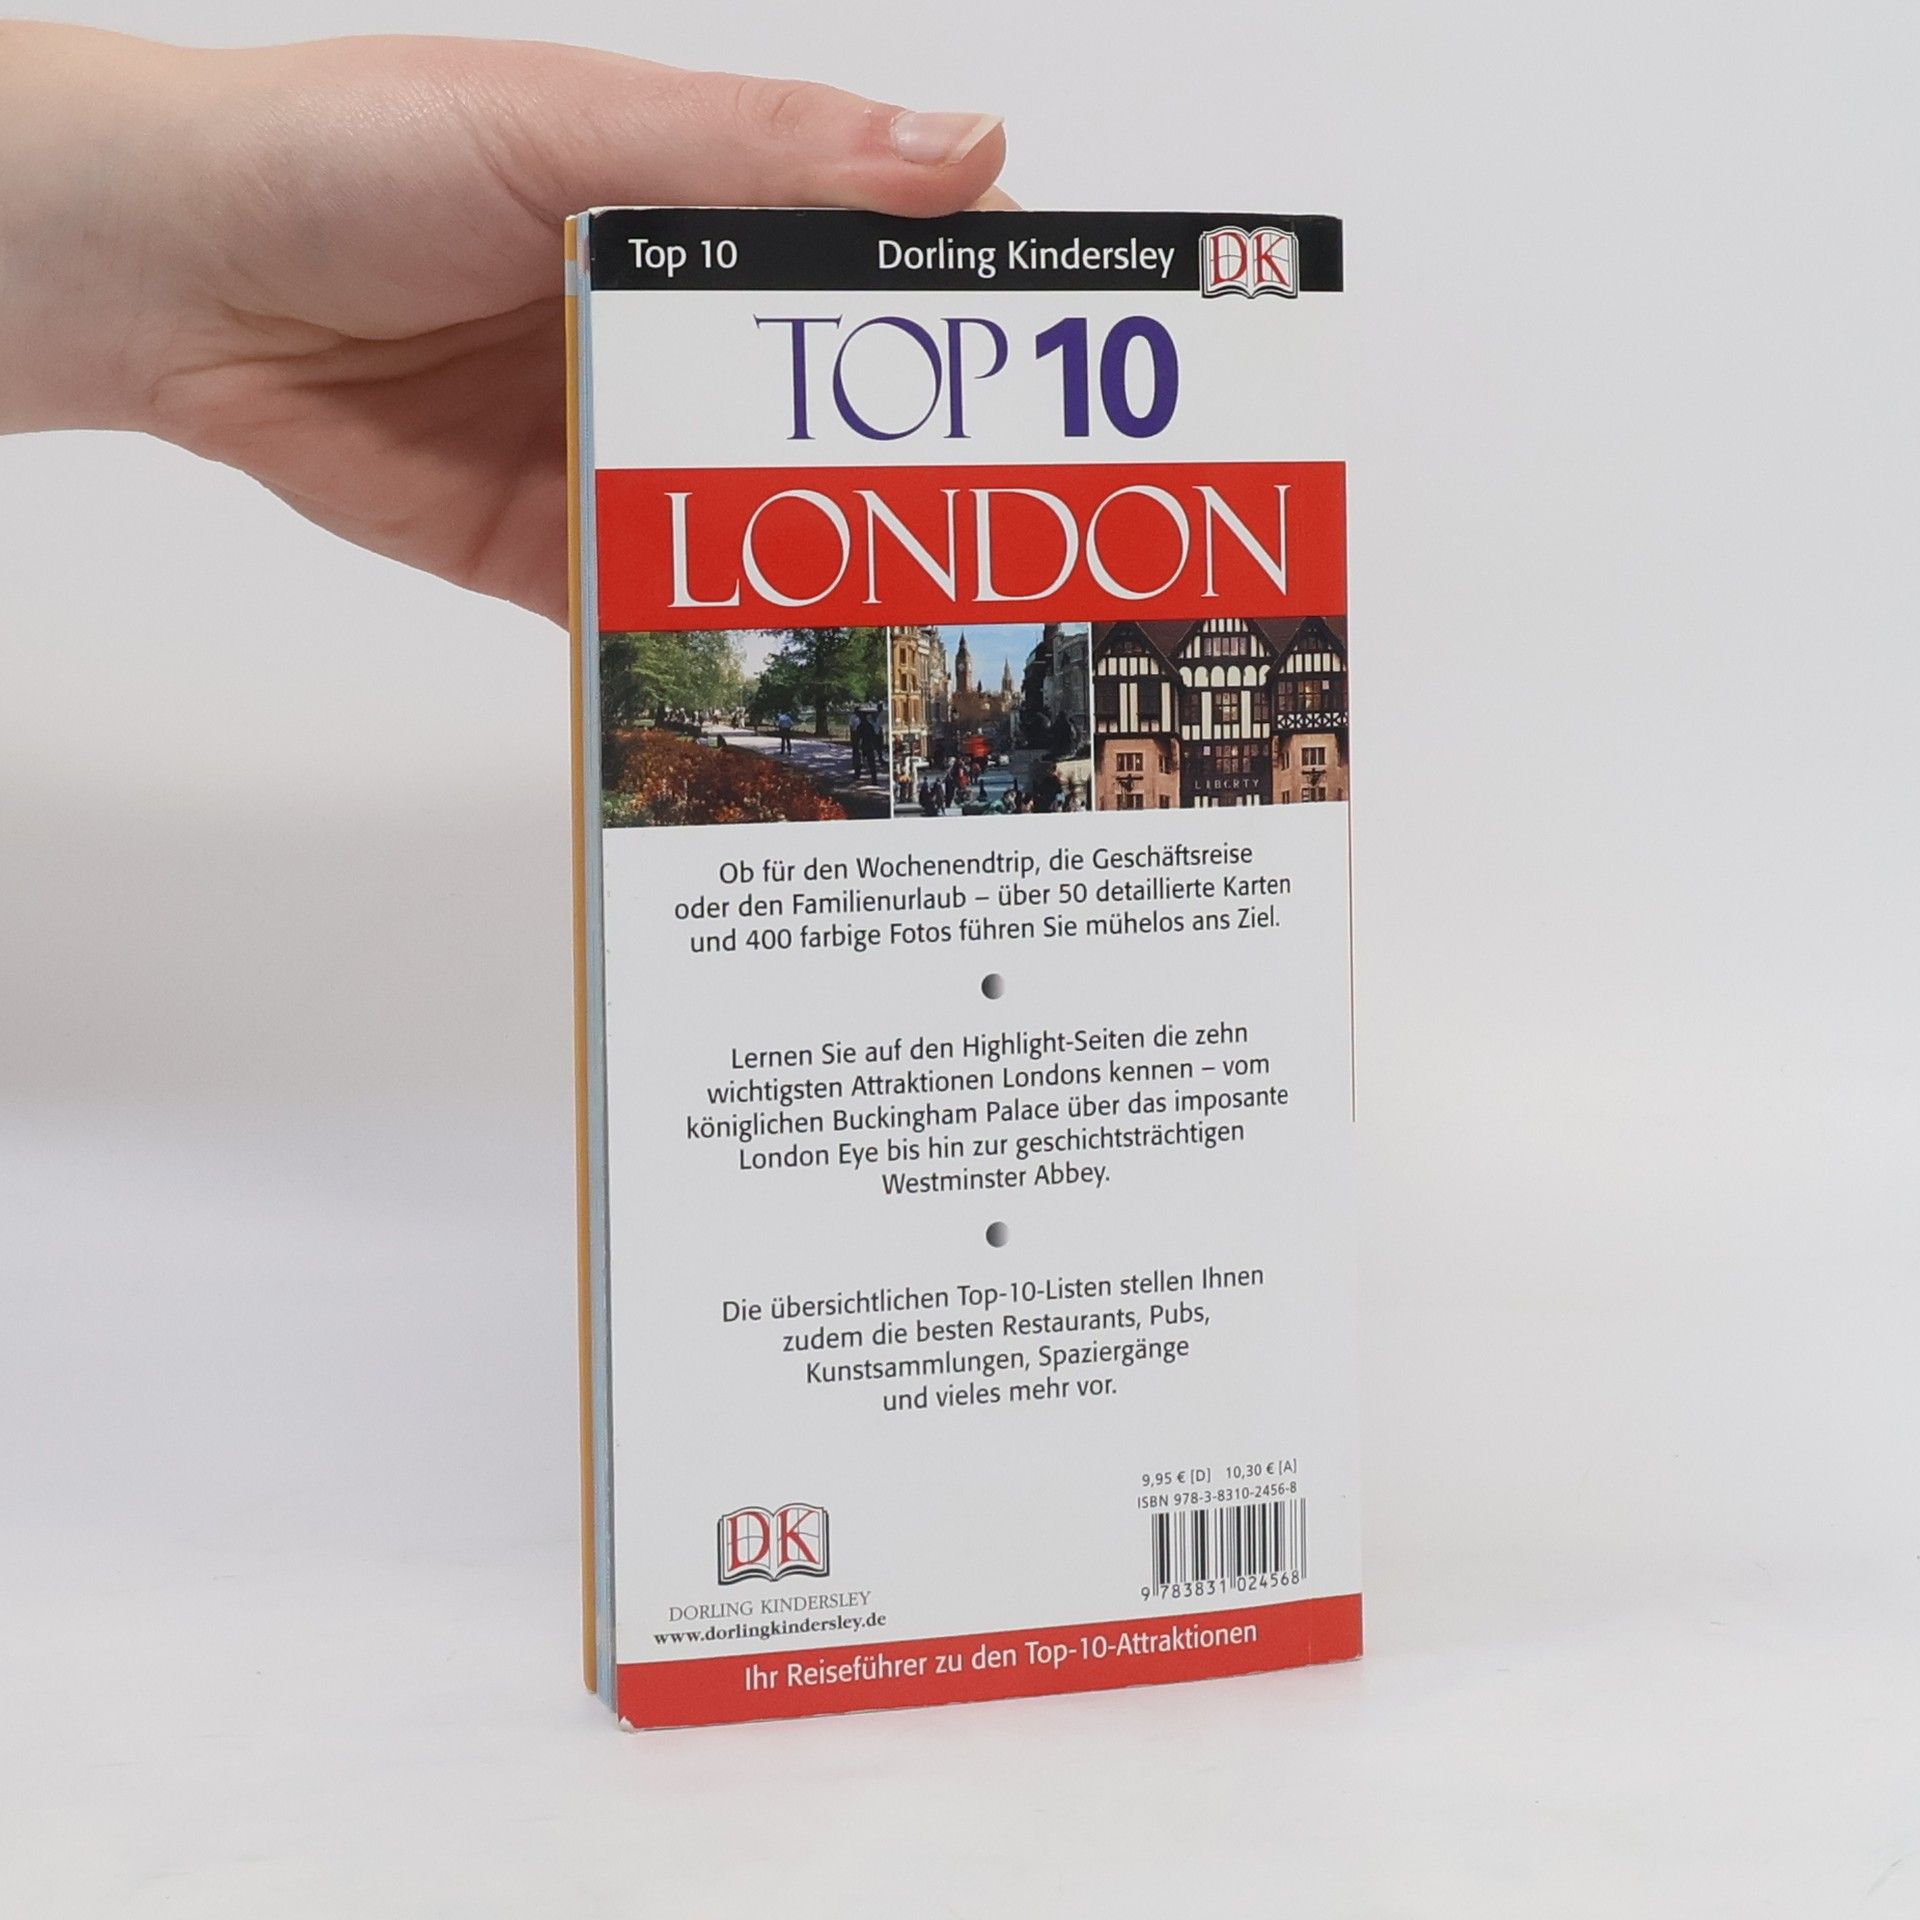 Top 10 Dorling Kindersley DK
TOP 10
LONDON
LIBERTY
Ob für den Wochenendtrip, die Geschäftsreise
oder den Familienurlaub – über 50 detaillierte Karten
und 400 farbige Fotos führen Sie mühelos ans Ziel.
Lernen Sie auf den Highlight-Seiten die zehn
wichtigsten Attraktionen Londons kennen – vom
königlichen Buckingham Palace über das imposante
London Eye bis hin zur geschichtsträchtigen
Westminster Abbey.
Die übersichtlichen Top-10-Listen stellen Ihnen
zudem die besten Restaurants, Pubs,
Kunstsammlungen, Spaziergänge
und vieles mehr vor.
9,95 € [D] 10,30 € [A]
ISBN 978-3-8310-2456-8
9 783831 024568
DK
DORLING KINDERSLEY
www.dorlingkindersley.de
Ihr Reiseführer zu den Top-10-Attraktionen